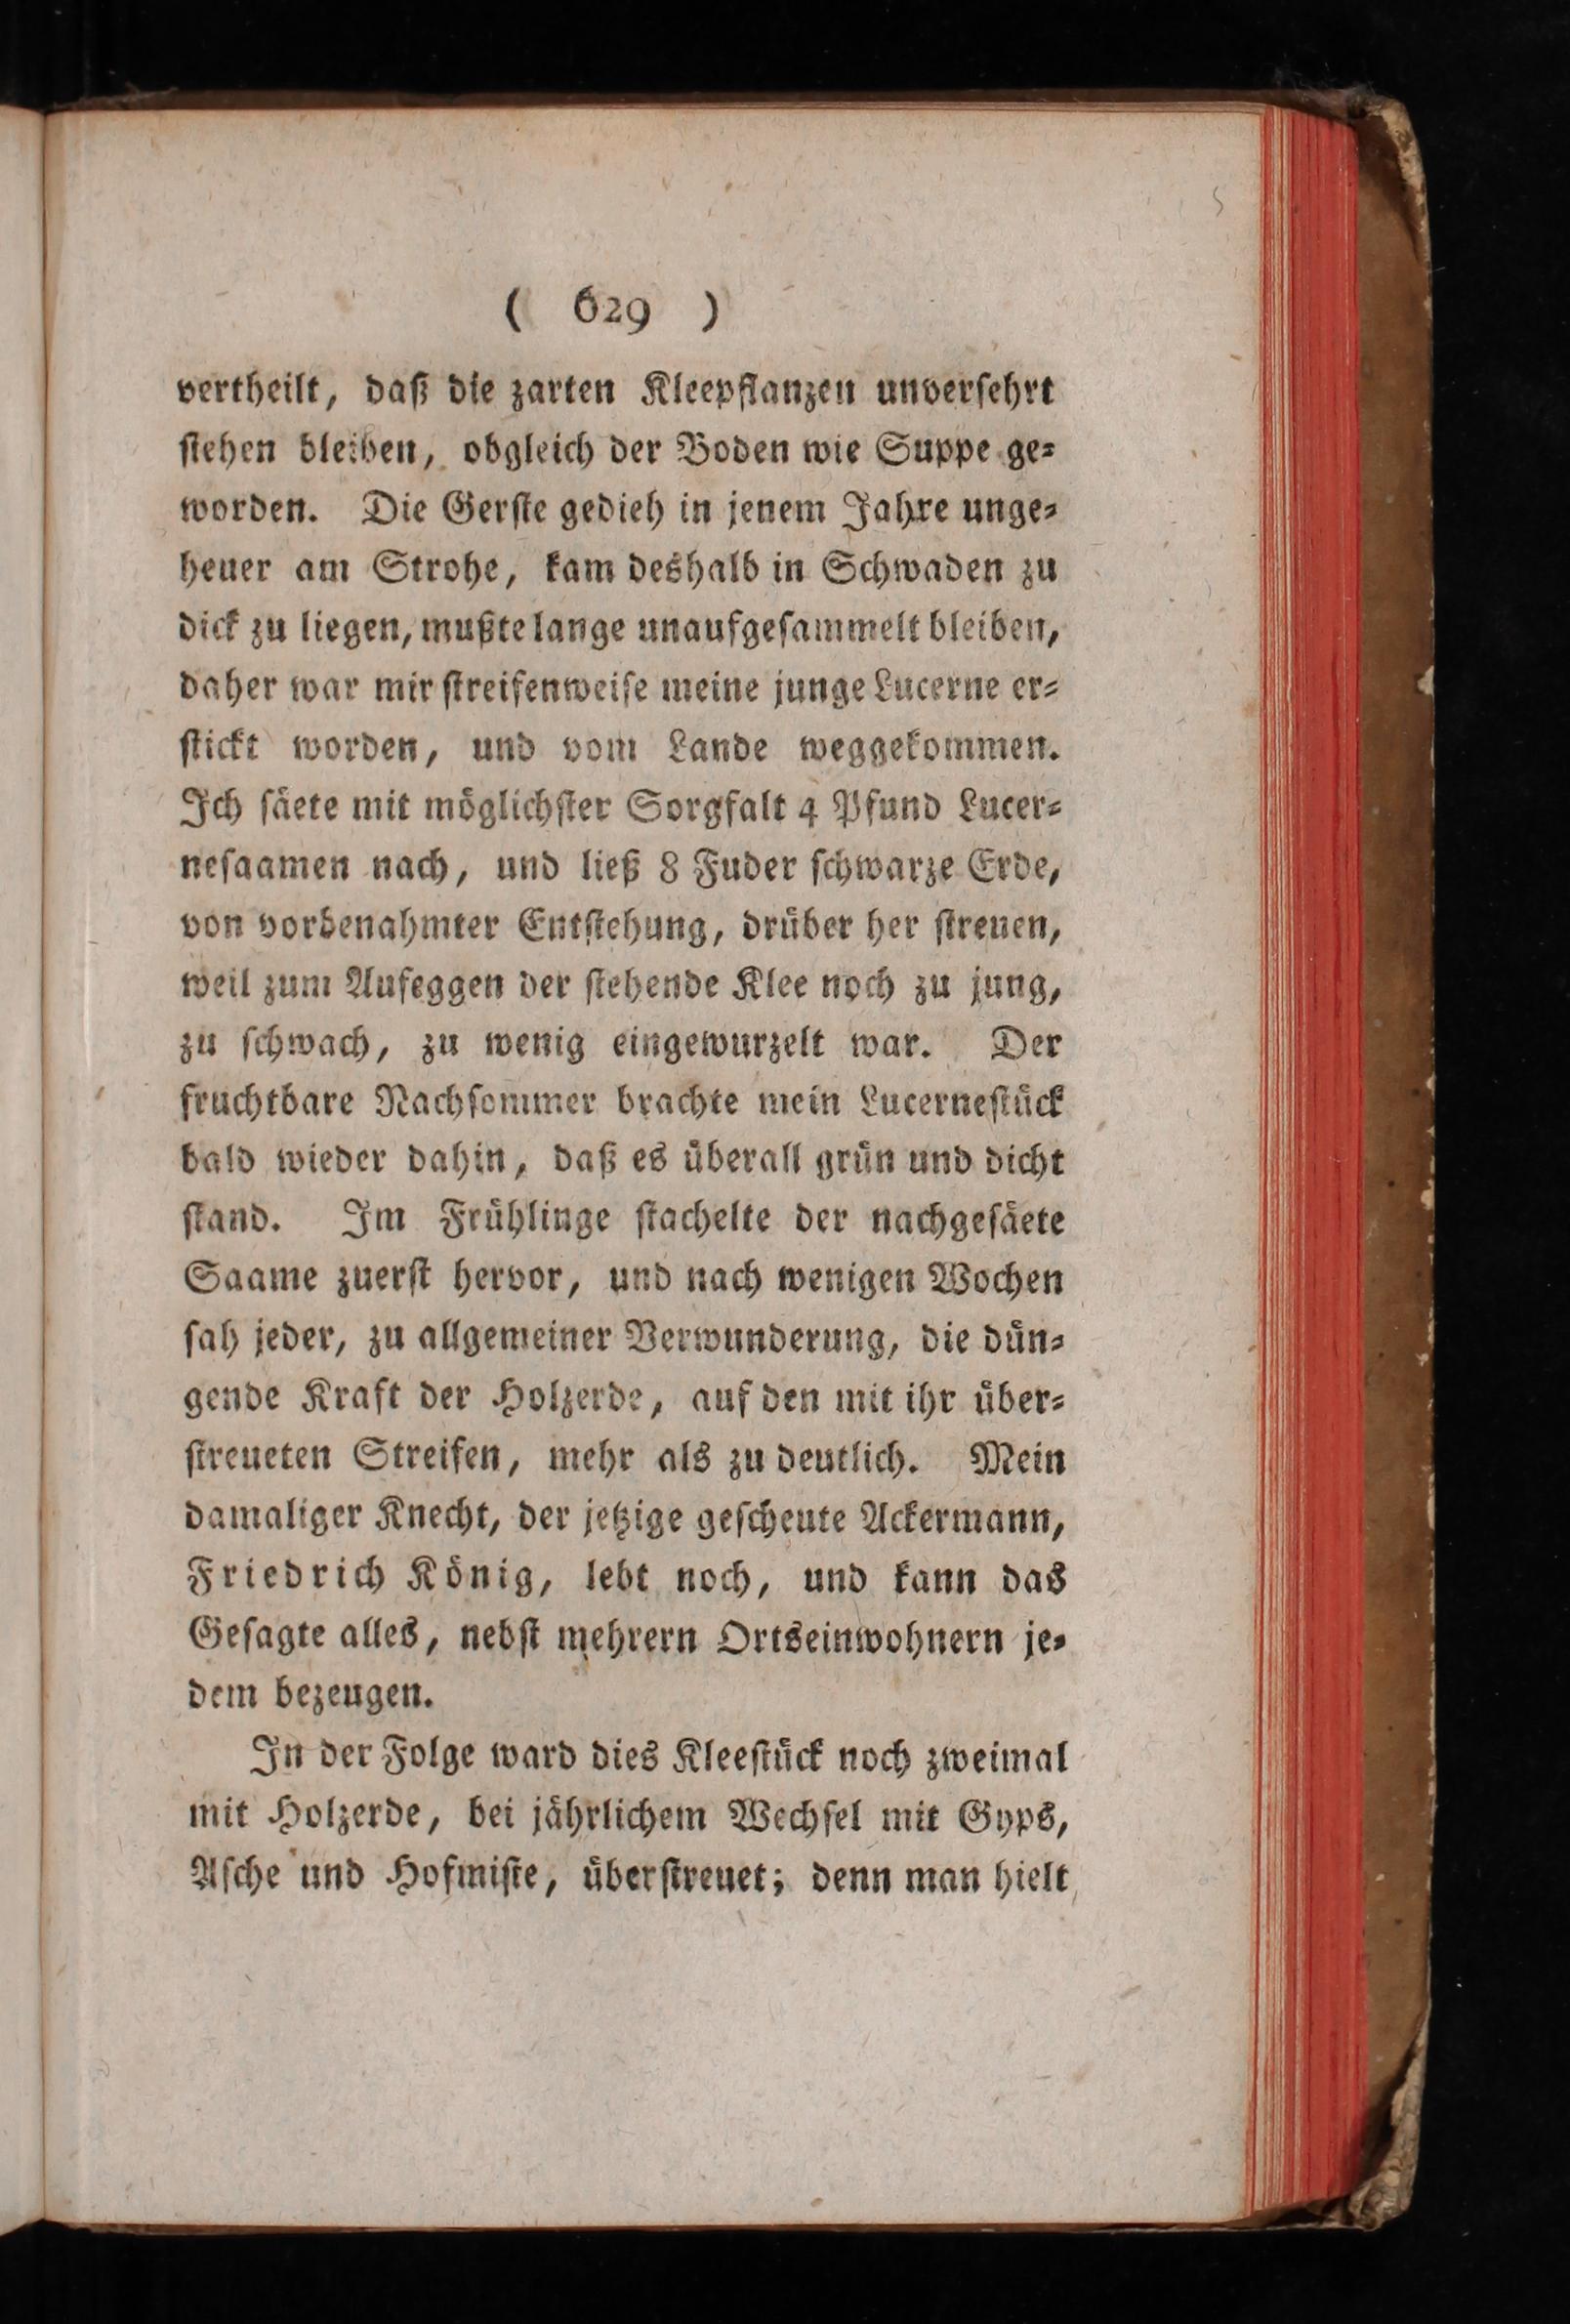 ( 629 )
vertheilt, daß die zarten Kleepflanzen unverſehrt
ſtehen bleiben, obgleich der Boden wie Suppe ge⸗
worden. Die Gerſte gedieh in jenem Jahre unge⸗
heuer am Strohe, kam deshalb in Schwaden zu
dick zu liegen, mußte lange unaufgeſammelt bleiben,
daher war mir ſtreifenweiſe meine junge Lucerne er⸗
ſtickt worden, und vom Lande weggekommen.
Ich ſäete mit möglichſter Sorgfalt 4 Pfund Lucer⸗
neſaamen nach, und ließ 8 Fuder ſchwarze Erde,
von vorbenahmter Entſtehung, drüber her ſtreuen,
weil zum Aufeggen der ſtehende Klee noch zu jung,
zu ſchwach, zu wenig eingewurzelt war. Der
fruchtbare Nachſommer brachte mein Lucerneſtück
bald wieder dahin, daß es überall grün und dicht
ſtand. Im Frühlinge ſtachelte der nachgeſäete
Saame zuerſt hervor, und nach wenigen Wochen
ſah jeder, zu allgemeiner Verwunderung, die dün⸗
gende Kraft der Holzerde, auf den mit ihr über⸗
ſtreueten Streifen, mehr als zu deutlich. Mein
damaliger Knecht, der jetzige geſcheute Ackermann,
Friedrich König, lebt noch, und kann das
Geſagte alles, nebſt mehrern Ortseinwohnern je⸗
dem bezeugen.
In der Folge ward dies Kleeſtück noch zweimal
mit Holzerde, bei jährlichem Wechſel mit Gyps,
Aſche und Hofmiſte, überſtreuet; denn man hielt